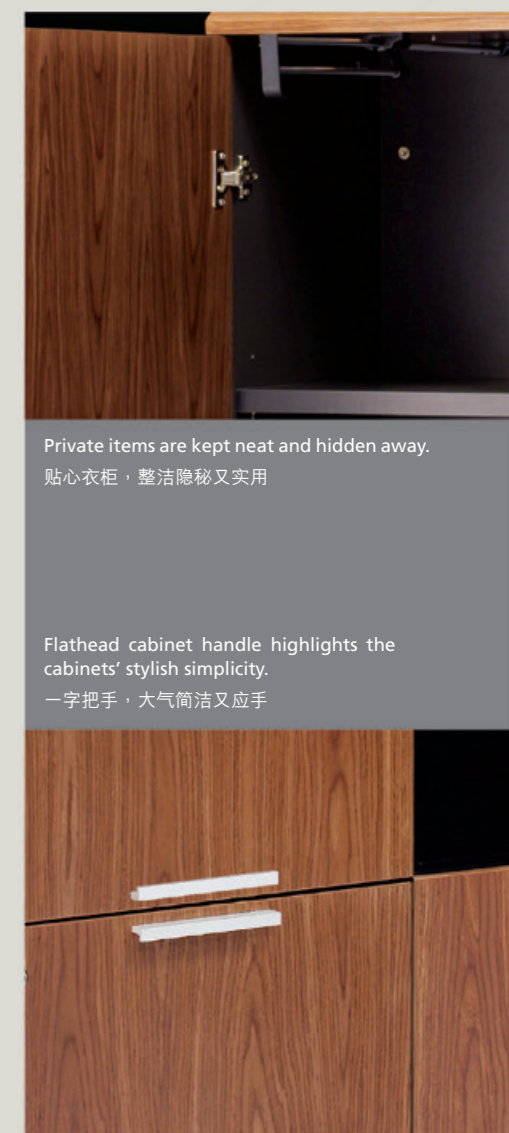 Private items are kept neat and hidden away.
贴心衣柜，整洁隐秘又实用
Flathead cabinet handle highlights the
cabinets’ stylish simplicity.
一字把手，大气简洁又应手